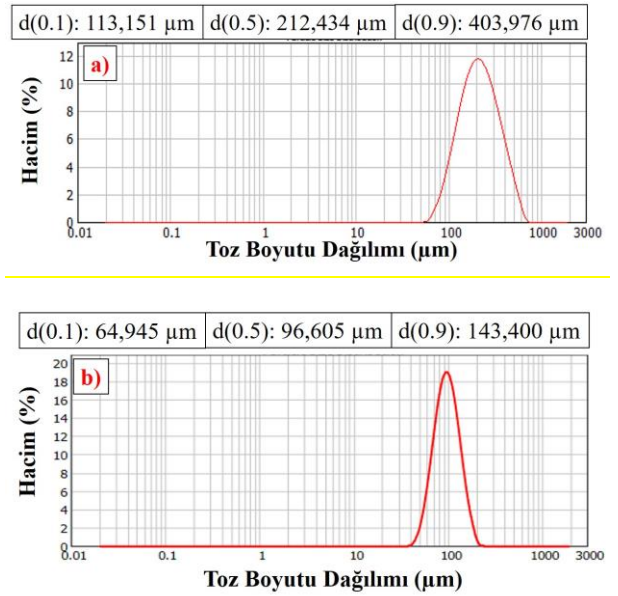 d(0.1): 113,151 µm d(0.5): 212,434 µm d(0.9): 403,976 µm
a)
Hacim (%)
12
10
8
6
4
2
0
0.01 0.1 1 10 100 1000 3000
Toz Boyutu Dağılımı (µm)
d(0.1): 64,945 µm d(0.5): 96,605 µm d(0.9): 143,400 µm
b)
Hacim (%)
20
18
16
14
12
10
8
6
4
2
0
0.01 0.1 1 10 100 1000 3000
Toz Boyutu Dağılımı (µm)